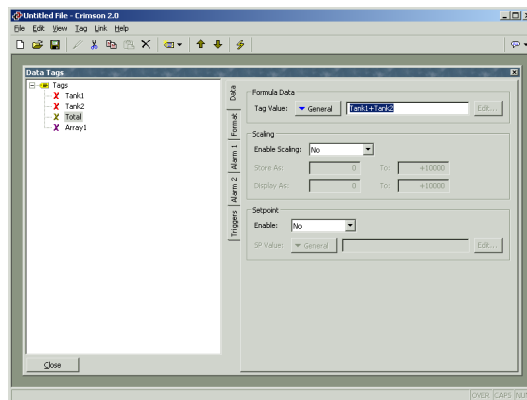 Untitled File - Crimson 2.0
File Edit View Tag Link Help
Data Tags
Tags
Tank1
Tank2
Total
Array1
Data
Format
Alarm 1
Alarm 2
Triggers
Formula Data
Tag Value: General Tank1+Tank2 Edit...
Scaling
Enable Scaling: No
Store As: 0 To: +10000
Display As: 0 To: +10000
Setpoint
Enable: No
SP Value: General Edit...
Close
OVER CAPS NUM